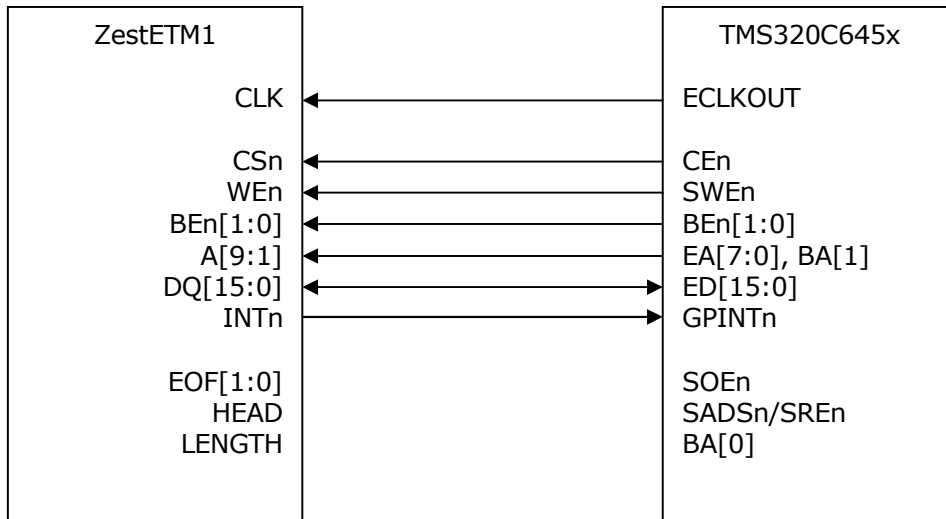 ZestETM1 TMS320C645x
CLK ECLKOUT
CSn CEn
WEn SWEn
BEn[1:0] BEn[1:0]
A[9:1] EA[7:0], BA[1]
DQ[15:0] ED[15:0]
INTn GPINTn
EOF[1:0] SOEn
HEAD SADSn/SREn
LENGTH BA[0]